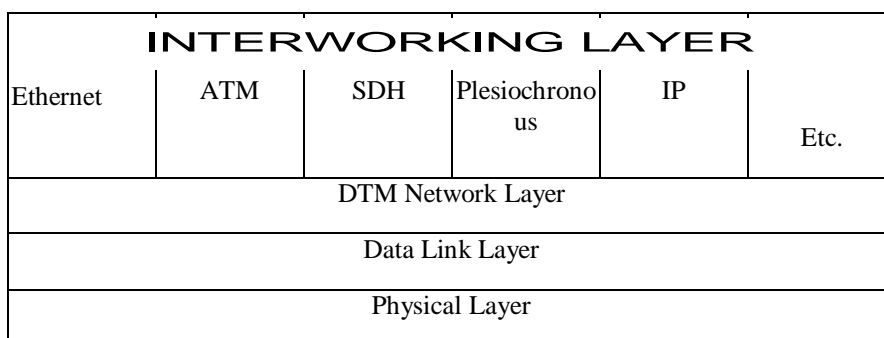 INTERWORKING LAYER
Ethernet ATM SDH Plesiochrono IP
us
Etc.
DTM Network Layer
Data Link Layer
Physical Layer